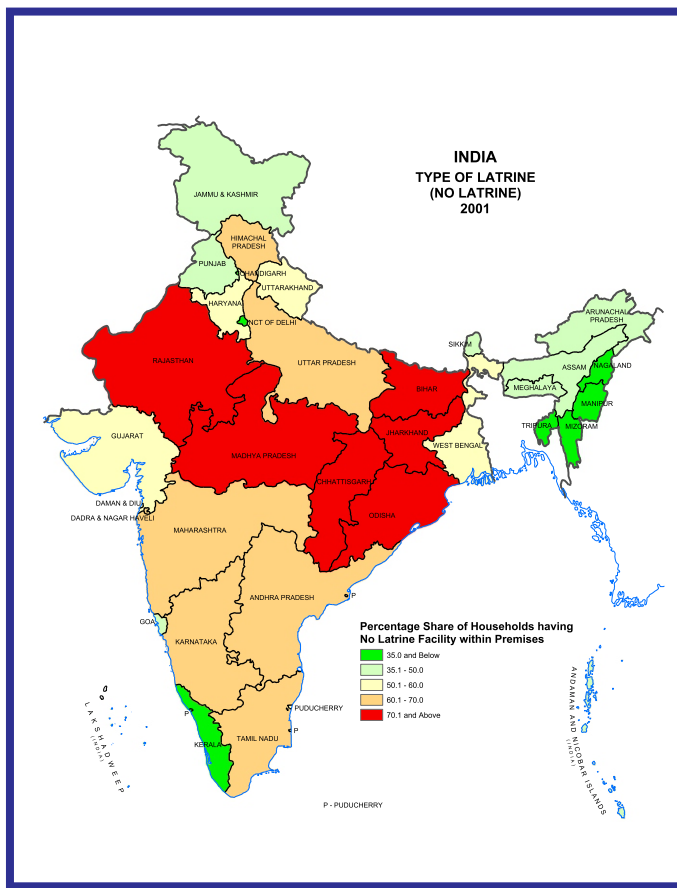 INDIA
TYPE OF LATRINE
(NO LATRINE)
2001
JAMMU & KASHMIR
HIMACHAL
PRADESH
PUNJAB
CHANDIGARH
UTTARAKHAND
HARYANA
NCT OF DELHI
ARUNACHAL
PRADESH
SIKKIM
RAJASTHAN
UTTAR PRADESH
ASSAM
NAGALAND
BIHAR
MEGHALAYA
MANIPUR
TRIPURA
MIZORAM
GUJARAT
JHARKHAND
WEST BENGAL
MADHYA PRADESH
CHHATTISGARH
DAMAN & DIU
DADRA & NAGAR HAVELI
ODISHA
MAHARASHTRA
ANDHRA PRADESH
P
GOA
KARNATAKA
Percentage Share of Households having
No Latrine Facility within Premises
35.0 and Below
35.1 - 50.0
50.1 - 60.0
60.1 - 70.0
70.1 and Above
PUDUCHERRY
P
P
KERALA
TAMIL NADU
LAKSHADWEEP
(INDIA)
ANDAMAN AND NICOBAR ISLANDS
(INDIA)
P - PUDUCHERRY